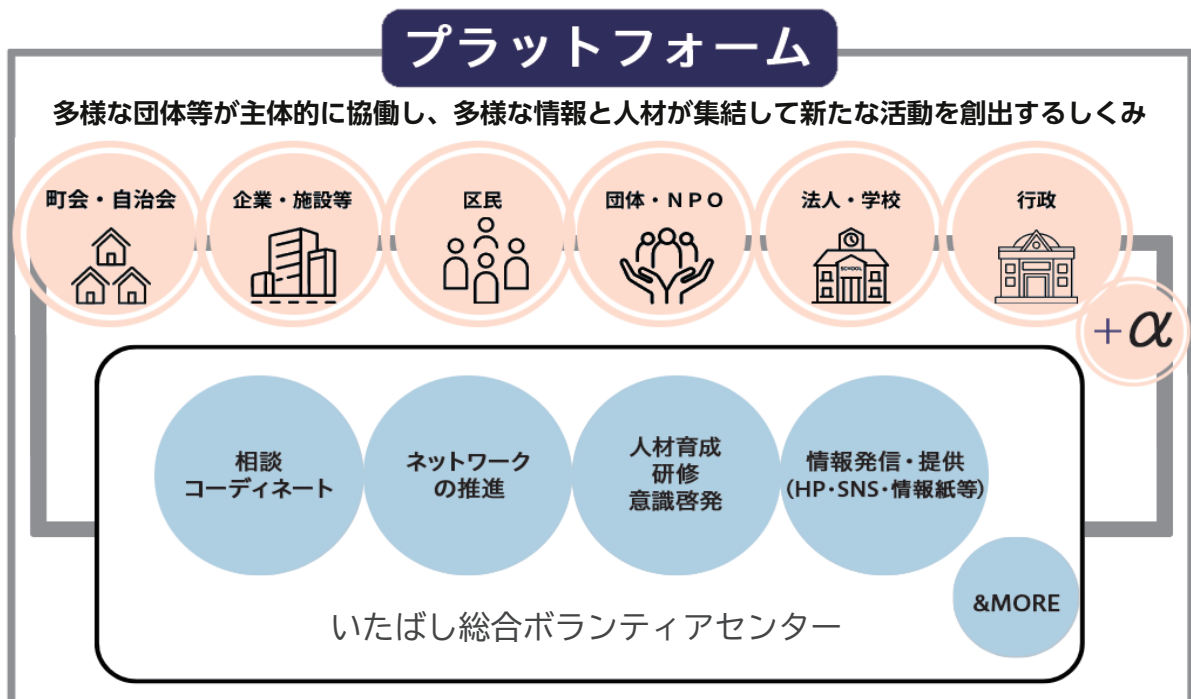 プラットフォーム
多様な団体等が主体的に協働し、多様な情報と人材が集結して新たな活動を創出するしくみ
町会・自治会
企業・施設等
区民
団体・NPO
法人・学校
SCHOOL
行政
+α
相談
コーディネート
ネットワーク
の推進
人材育成
研修
意識啓発
情報発信・提供
(HP・SNS・情報紙等)
&MORE
いたばし総合ボランティアセンター